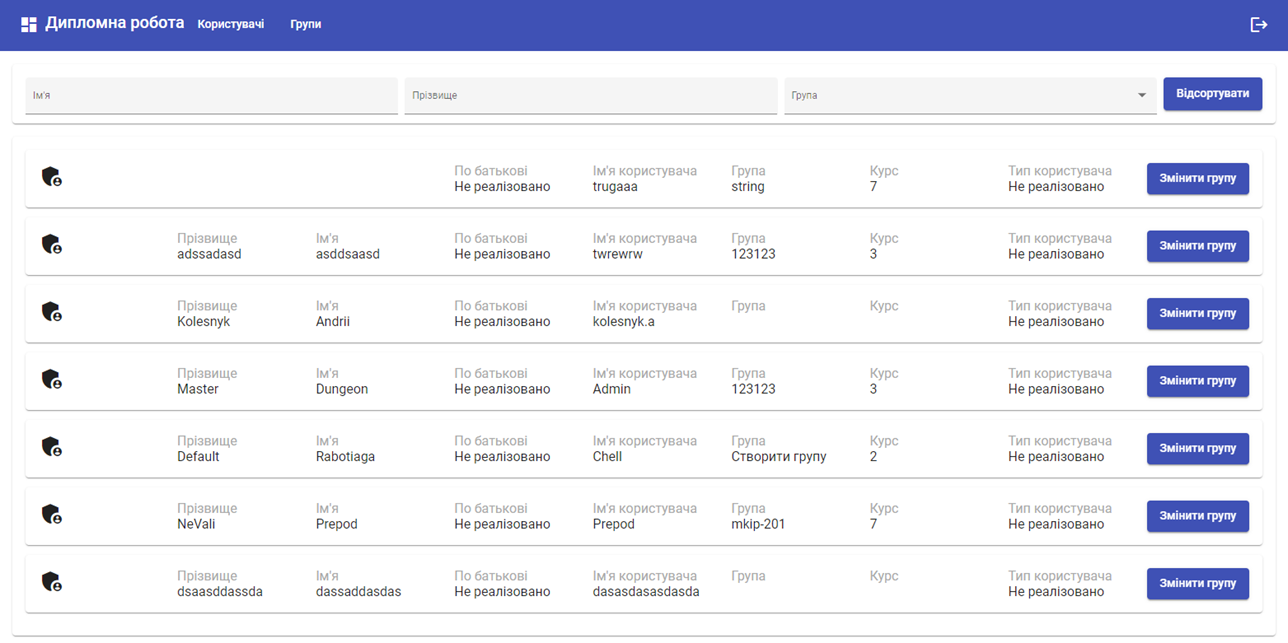 Дипломна робота Користувачі Групи
Ім'я Прізвище Група Відсортувати
По батькові Ім'я користувача Група Курс Тип користувача
Не реалізовано trugaaa string 7 Не реалізовано Змінити групу
Прізвище Ім'я По батькові Ім'я користувача Група Курс Тип користувача
adssadasd asddsaasd Не реалізовано twrewrw 123123 3 Не реалізовано Змінити групу
Прізвище Ім'я По батькові Ім'я користувача Група Курс Тип користувача
Kolesnyk Andrii Не реалізовано kolesnyk.a Не реалізовано Змінити групу
Прізвище Ім'я По батькові Ім'я користувача Група Курс Тип користувача
Master Dungeon Не реалізовано Admin 123123 3 Не реалізовано Змінити групу
Прізвище Ім'я По батькові Ім'я користувача Група Курс Тип користувача
Default Rabotiaga Не реалізовано Chell Створити групу 2 Не реалізовано Змінити групу
Прізвище Ім'я По батькові Ім'я користувача Група Курс Тип користувача
NeVali Prepod Не реалізовано Prepod mkip-201 7 Не реалізовано Змінити групу
Прізвище Ім'я По батькові Ім'я користувача Група Курс Тип користувача
dsaasddassda dassaddasdas Не реалізовано dasasdasasdasda Не реалізовано Змінити групу